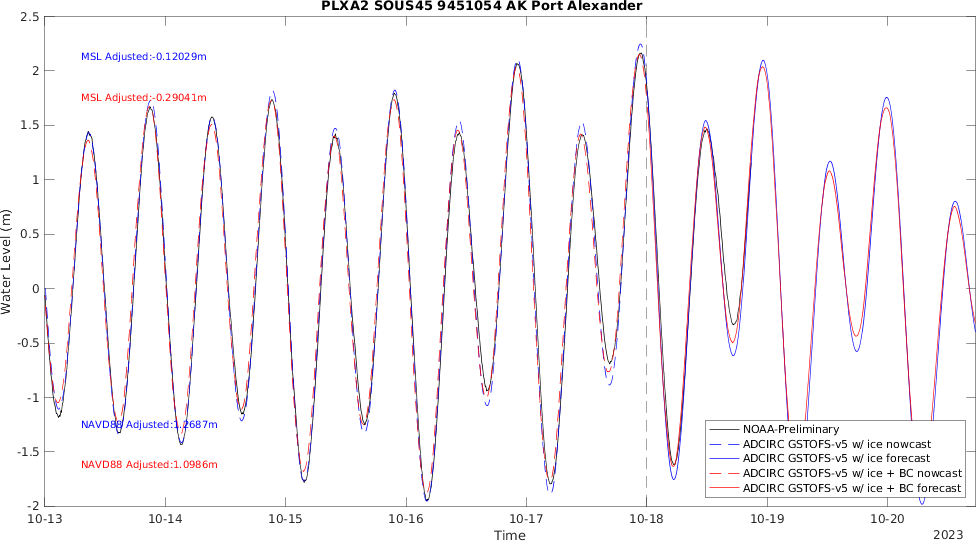 PLXA2 SOUS45 9451054 AK Port Alexander
2.5
2
1.5
1
0.5
0
-0.5
-1
-1.5
-2
Water Level (m)
MSL Adjusted:-0.12029m
MSL Adjusted:-0.29041m
NAVD88 Adjusted:1.2687m
NAVD88 Adjusted:1.0986m
NOAA-Preliminary
ADCIRC GSTOFS-v5 w/ ice nowcast
ADCIRC GSTOFS-v5 w/ ice forecast
ADCIRC GSTOFS-v5 w/ ice + BC nowcast
ADCIRC GSTOFS-v5 w/ ice + BC forecast
10-13 10-14 10-15 10-16 10-17 10-18 10-19 10-20
Time
2023